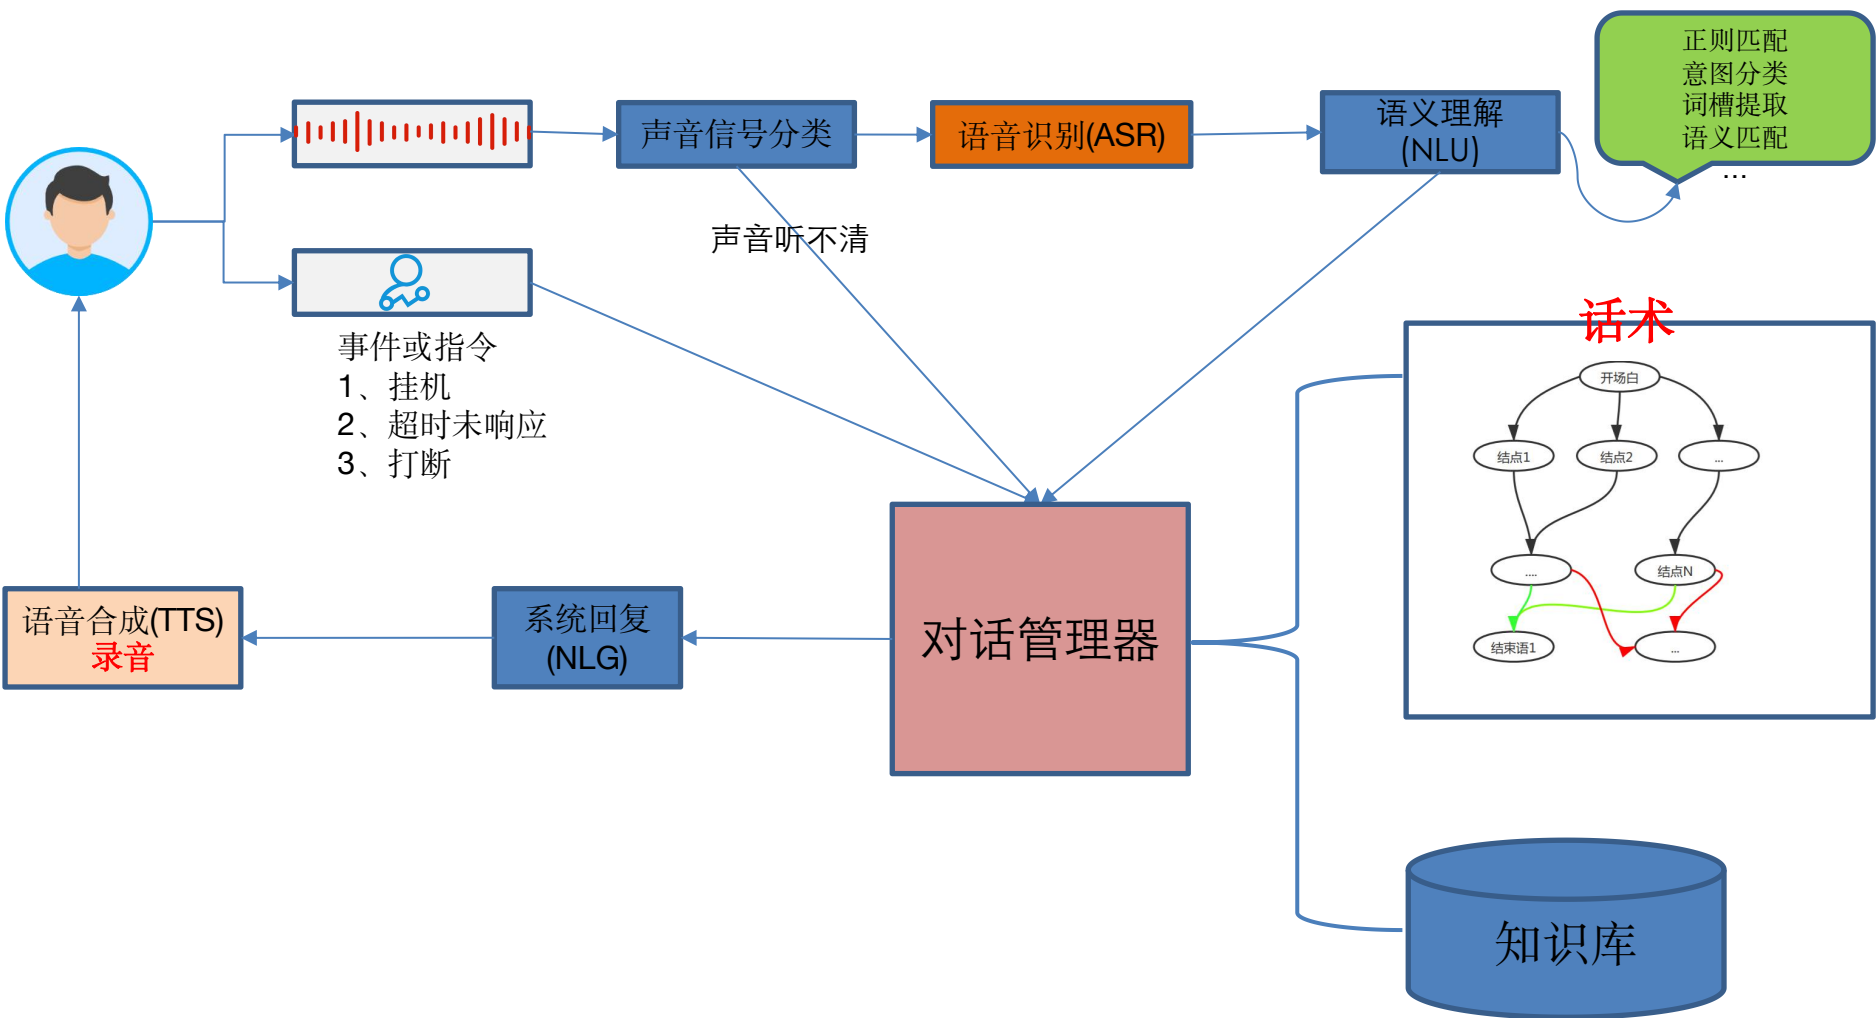 正则匹配
意图分类
词槽提取
语义匹配
...
声音信号分类
语音识别(ASR)
语义理解
(NLU)
声音听不清
事件或指令
1、挂机
2、超时未响应
3、打断
话术
开场白
结点1
结点2
...
....
结点N
结束语1
...
语音合成(TTS)
录音
系统回复
(NLG)
对话管理器
知识库